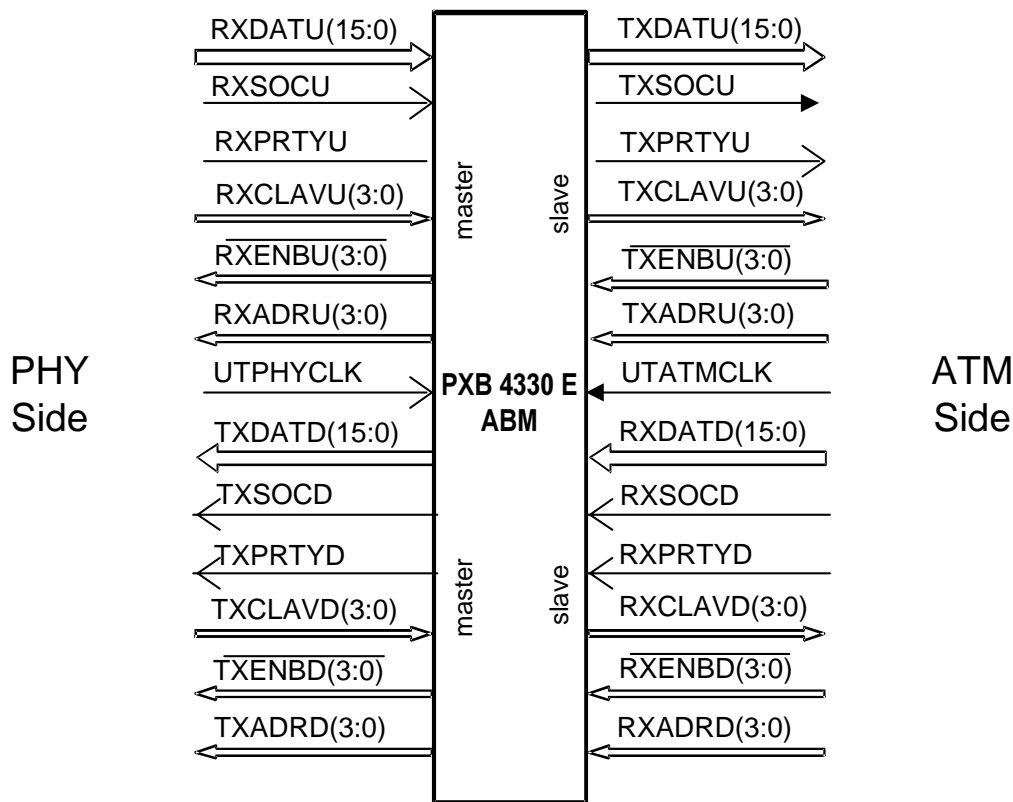 RXDATU(15:0)
TXDATU(15:0)
RXSOCU
TXSOCU
RXPRTYU
TXPRTYU
RXCLAVU(3:0)
TXCLAVU(3:0)
master
slave
RXENBU(3:0)
TXENBU(3:0)
RXADRU(3:0)
TXADRU(3:0)
PHY
Side
UTPHYCLK
PXB 4330 E
ABM
UTATMCLK
ATM
Side
TXDATD(15:0)
RXDATD(15:0)
TXSOCD
RXSOCD
TXPRTYD
RXPRTYD
master
slave
TXCLAVD(3:0)
RXCLAVD(3:0)
TXENBD(3:0)
RXENBD(3:0)
TXADRD(3:0)
RXADRD(3:0)